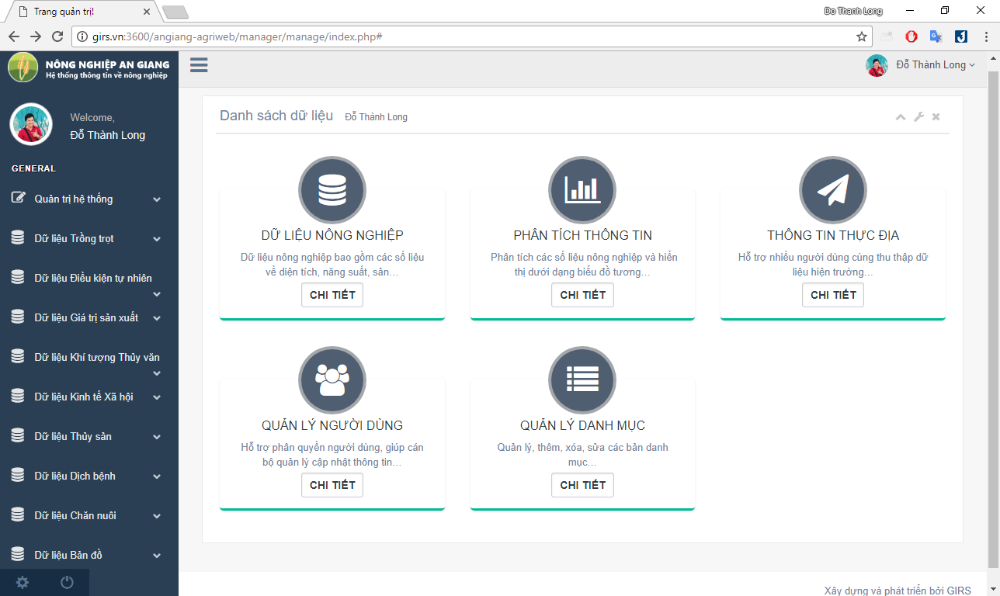 Trang quản trị!
Do Thanh Long
girs.vn:3600/angiang-agriweb/manager/manage/index.php#
NÔNG NGHIỆP AN GIANG
Hệ thống thông tin về nông nghiệp
Đỗ Thành Long
Welcome,
Đỗ Thành Long
GENERAL
Quản trị hệ thống
Dữ liệu Trồng trọt
Dữ liệu Điều kiện tự nhiên
Dữ liệu Giá trị sản xuất
Dữ liệu Khí tượng Thủy văn
Dữ liệu Kinh tế Xã hội
Dữ liệu Thủy sản
Dữ liệu Dịch bệnh
Dữ liệu Chăn nuôi
Dữ liệu Bản đồ
Danh sách dữ liệu Đỗ Thành Long
DỮ LIỆU NÔNG NGHIỆP
Dữ liệu nông nghiệp bao gồm các số liệu
về diện tích, năng suất, sản...
CHI TIẾT
PHÂN TÍCH THÔNG TIN
Phân tích các số liệu nông nghiệp và hiển
thị dưới dạng biểu đồ tương...
CHI TIẾT
THÔNG TIN THỰC ĐỊA
Hỗ trợ nhiều người dùng cùng thu thập dữ
liệu hiện trường...
CHI TIẾT
QUẢN LÝ NGƯỜI DÙNG
Hỗ trợ phân quyền người dùng, giúp cán
bộ quản lý cập nhật thông tin...
CHI TIẾT
QUẢN LÝ DANH MỤC
Quản lý, thêm, xóa, sửa các bản danh
mục...
CHI TIẾT
Xây dựng và phát triển bởi GIRS